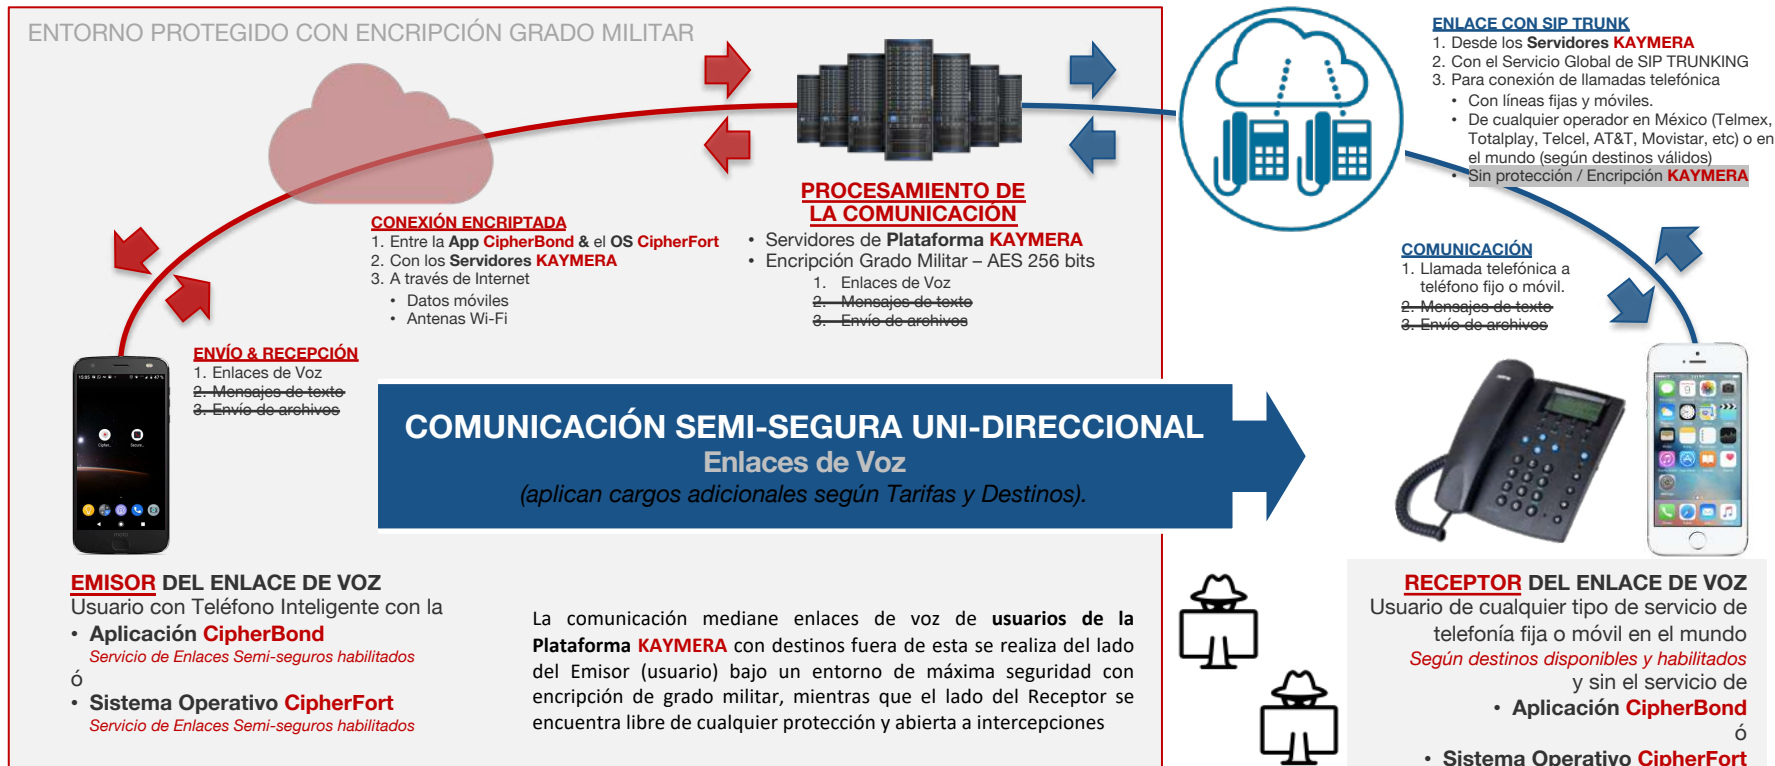 ENTORNO PROTEGIDO CON ENCRIPCIÓN GRADO MILITAR
ENLACE CON SIP TRUNK
1. Desde los Servidores KAYMERA
2. Con el Servicio Global de SIP TRUNKING
3. Para conexión de llamadas telefónica
• Con líneas fijas y móviles.
• De cualquier operador en México (Telmex,
Totalplay, Telcel, AT&T, Movistar, etc) o en
el mundo (según destinos válidos)
• Sin protección / Encripción KAYMERA
PROCESAMIENTO DE
LA COMUNICACIÓN
• Servidores de Plataforma KAYMERA
• Encripción Grado Militar – AES 256 bits
1. Enlaces de Voz
2. Mensajes de texto
3. Envío de archivos
CONEXIÓN ENCRIPTADA
1. Entre la App CipherBond & el OS CipherFort
2. Con los Servidores KAYMERA
3. A través de Internet
• Datos móviles
• Antenas Wi-Fi
COMUNICACIÓN
1. Llamada telefónica a
teléfono fijo o móvil.
2. Mensajes de texto
3. Envío de archivos
ENVÍO & RECEPCIÓN
1. Enlaces de Voz
2. Mensajes de texto
3. Envío de archivos
COMUNICACIÓN SEMI-SEGURA UNI-DIRECCIONAL
Enlaces de Voz
(aplican cargos adicionales según Tarifas y Destinos).
EMISOR DEL ENLACE DE VOZ
Usuario con Teléfono Inteligente con la
• Aplicación CipherBond
Servicio de Enlaces Semi-seguros habilitados
ó
• Sistema Operativo CipherFort
Servicio de Enlaces Semi-seguros habilitados
La comunicación mediane enlaces de voz de usuarios de la
Plataforma KAYMERA con destinos fuera de esta se realiza del lado
del Emisor (usuario) bajo un entorno de máxima seguridad con
encripción de grado militar, mientras que el lado del Receptor se
encuentra libre de cualquier protección y abierta a intercepciones
RECEPTOR DEL ENLACE DE VOZ
Usuario de cualquier tipo de servicio de
telefonía fija o móvil en el mundo
Según destinos disponibles y habilitados
y sin el servicio de
• Aplicación CipherBond
ó
• Sistema Operativo CipherFort